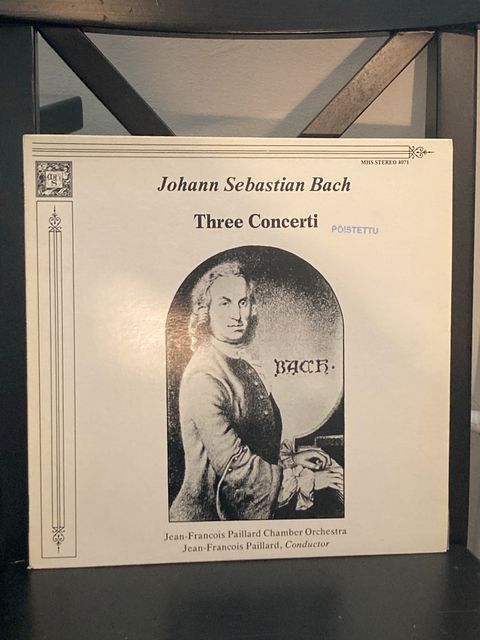 MHS STEREO 4071
Johann Sebastian Bach
Three Concerti
POISTETTU
BACH.
Jean-Francois Paillard Chamber Orchestra
Jean-Francois Paillard, Conductor